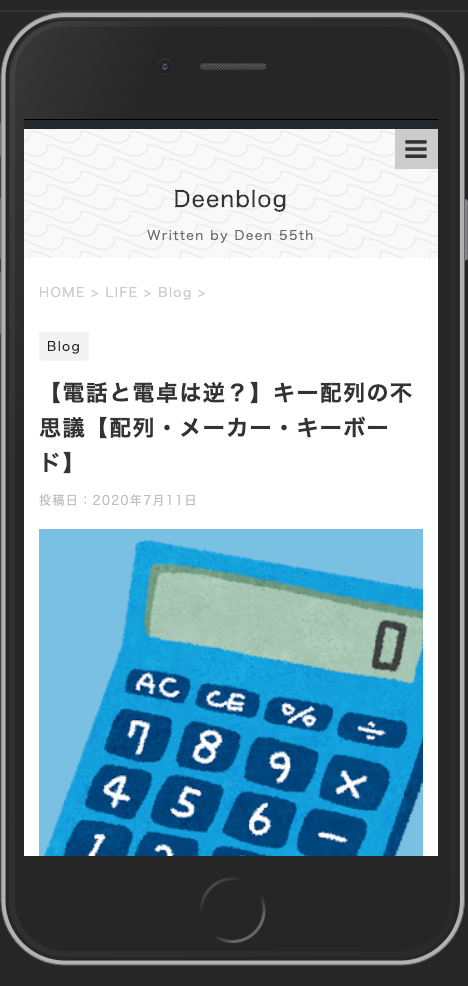 Deenblog
Written by Deen 55th
HOME > LIFE > Blog >
Blog
【電話と電卓は逆？】キー配列の不
思議【配列・メーカー・キーボー
ド】
投稿日：2020年7月11日
0
AC CE % ÷
7 8 9 ×
4 5 6 −
1 2